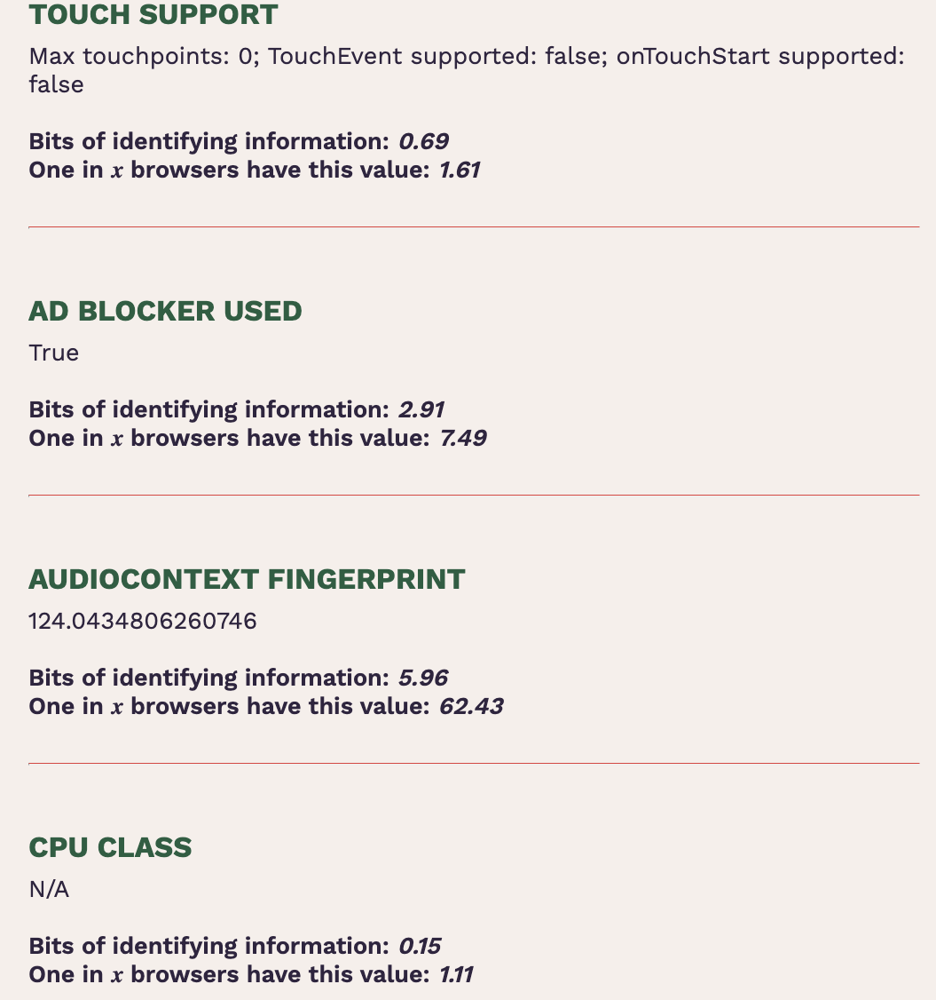 TOUCH SUPPORT
Max touchpoints: 0; TouchEvent supported: false; onTouchStart supported:
false
Bits of identifying information: 0.69
One in x browsers have this value: 1.61
AD BLOCKER USED
True
Bits of identifying information: 2.91
One in x browsers have this value: 7.49
AUDIOCONTEXT FINGERPRINT
124.0434806260746
Bits of identifying information: 5.96
One in x browsers have this value: 62.43
CPU CLASS
N/A
Bits of identifying information: 0.15
One in x browsers have this value: 1.11